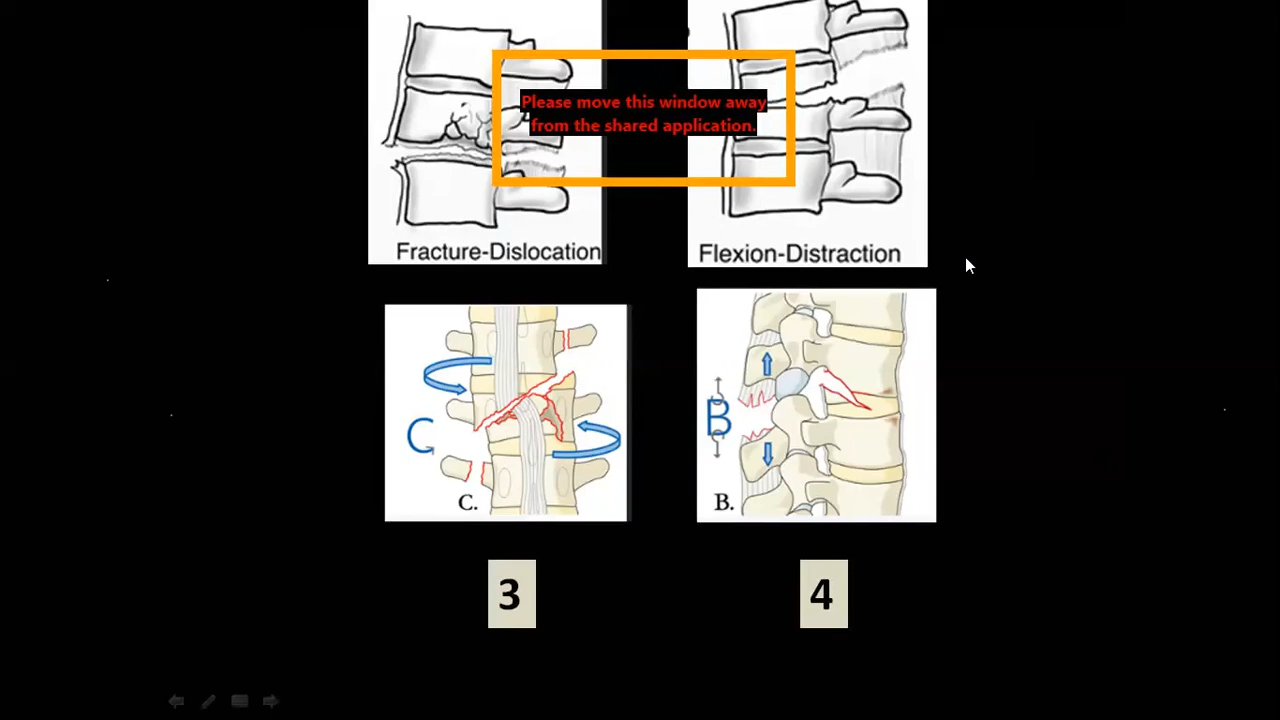 Please move this window away
from the shared application.
Fracture-Dislocation
Flexion-Distraction
C
C.
B
B.
3
4